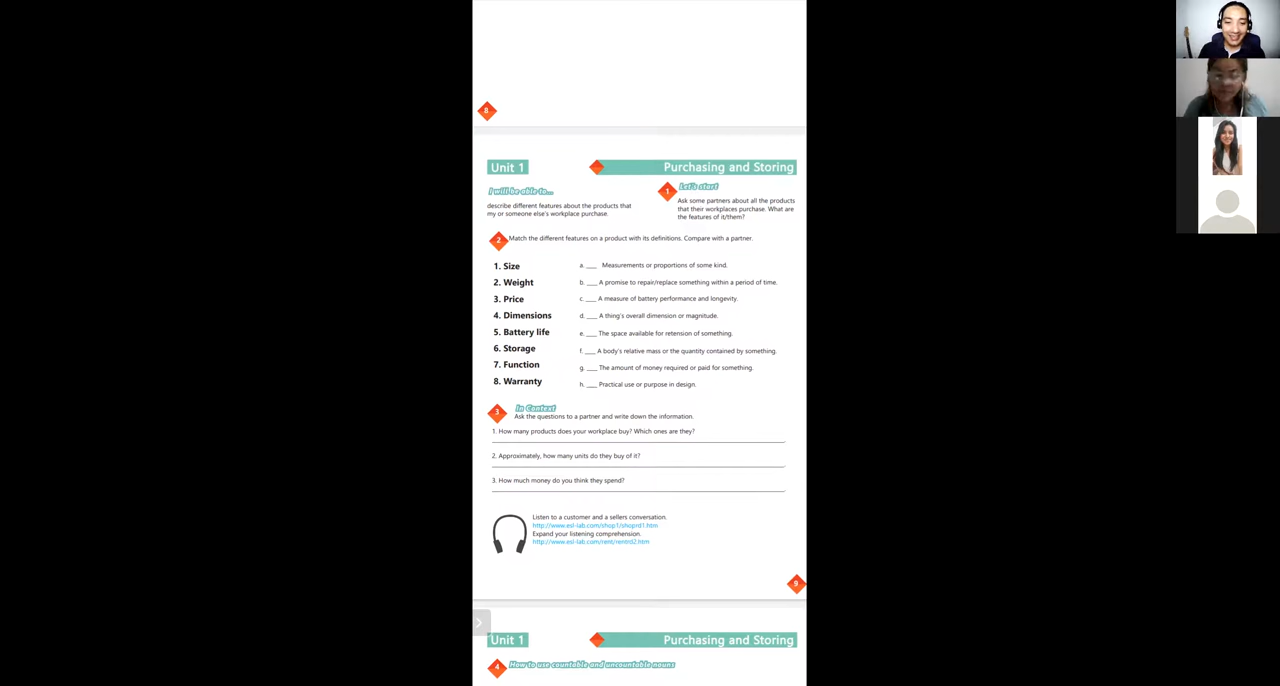 8
Unit 1
Purchasing and Storing
I will be able to...
describe different features about the products that
my or someone else's workplace purchase.
1
Let's start
Ask some partners about all the products
that their workplaces purchase. What are
the features of it/them?
2
Match the different features on a product with its definitions. Compare with a partner.
1. Size
2. Weight
3. Price
4. Dimensions
5. Battery life
6. Storage
7. Function
8. Warranty
a. ___ Measurements or proportions of some kind.
b. ___ A promise to repair/replace something within a period of time.
c. ___ A measure of battery performance and longevity.
d. ___ A thing's overall dimension or magnitude.
e. ___ The space available for retention of something.
f. ___ A body's relative mass or the quantity contained by something.
g. ___ The amount of money required or paid for something.
h. ___ Practical use or purpose in design.
3
In Context
Ask the questions to a partner and write down the information.
1. How many products does your workplace buy? Which ones are they?
2. Approximately, how many units do they buy of it?
3. How much money do you think they spend?
Listen to a customer and a sellers conversation.
http://www.esl-lab.com/shop1/shoprd1.htm
Expand your listening comprehension.
http://www.esl-lab.com/rent/rentrd2.htm
9
Unit 1
Purchasing and Storing
4
How to use countable and uncountable nouns